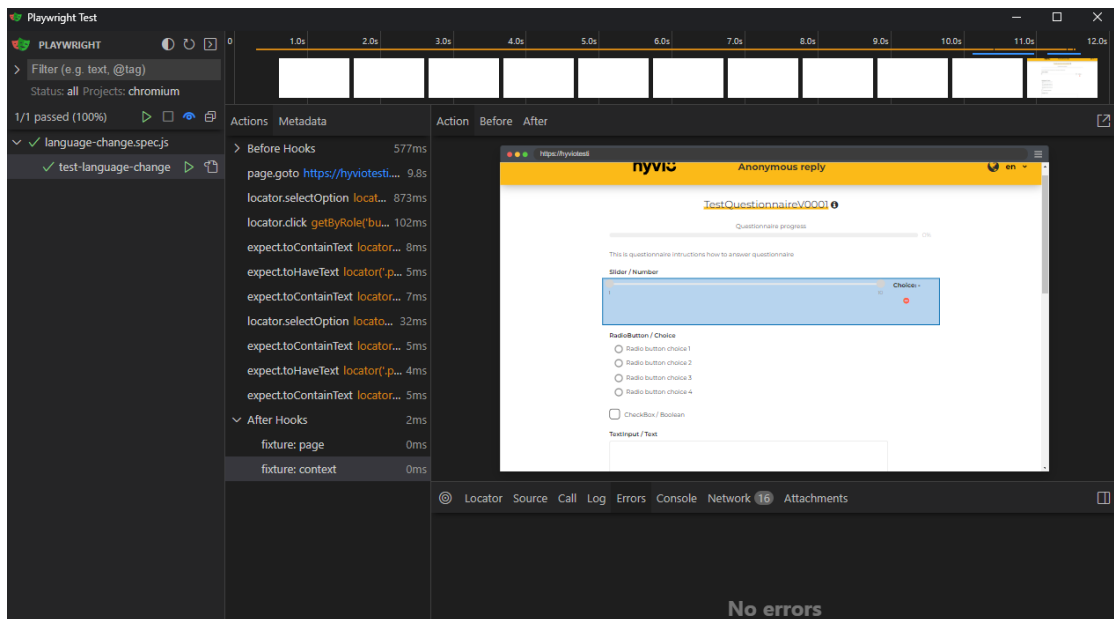 Playwright Test
PLAYWRIGHT
Filter (e.g. text, @tag)
Status: all Projects: chromium
1/1 passed (100%)
language-change.spec.js
test-language-change
0 1.0s 2.0s 3.0s 4.0s 5.0s 6.0s 7.0s 8.0s 9.0s 10.0s 11.0s 12.0s
Actions Metadata
Before Hooks 577ms
page.goto https://hyviotesti.... 9.8s
locator.selectOption locat... 873ms
locator.click getByRole('bu... 102ms
expect.toContainText locator... 8ms
expect.toHaveText locator('.p... 5ms
expect.toContainText locator... 7ms
locator.selectOption locato... 32ms
expect.toContainText locator... 5ms
expect.toHaveText locator('.p... 4ms
expect.toContainText locator... 5ms
After Hooks 2ms
fixture: page 0ms
fixture: context 0ms
Action Before After
https://hyviotesti
hyvio Anonymous reply en
TestQuestionnaireV0001
Questionnaire progress
This is questionnaire intructions how to answer questionnaire
Slider / Number
Choice: -
RadioButton / Choice
Radio button choice 1
Radio button choice 2
Radio button choice 3
Radio button choice 4
CheckBox / Boolean
TextInput / Text
Locator Source Call Log Errors Console Network 16 Attachments
No errors